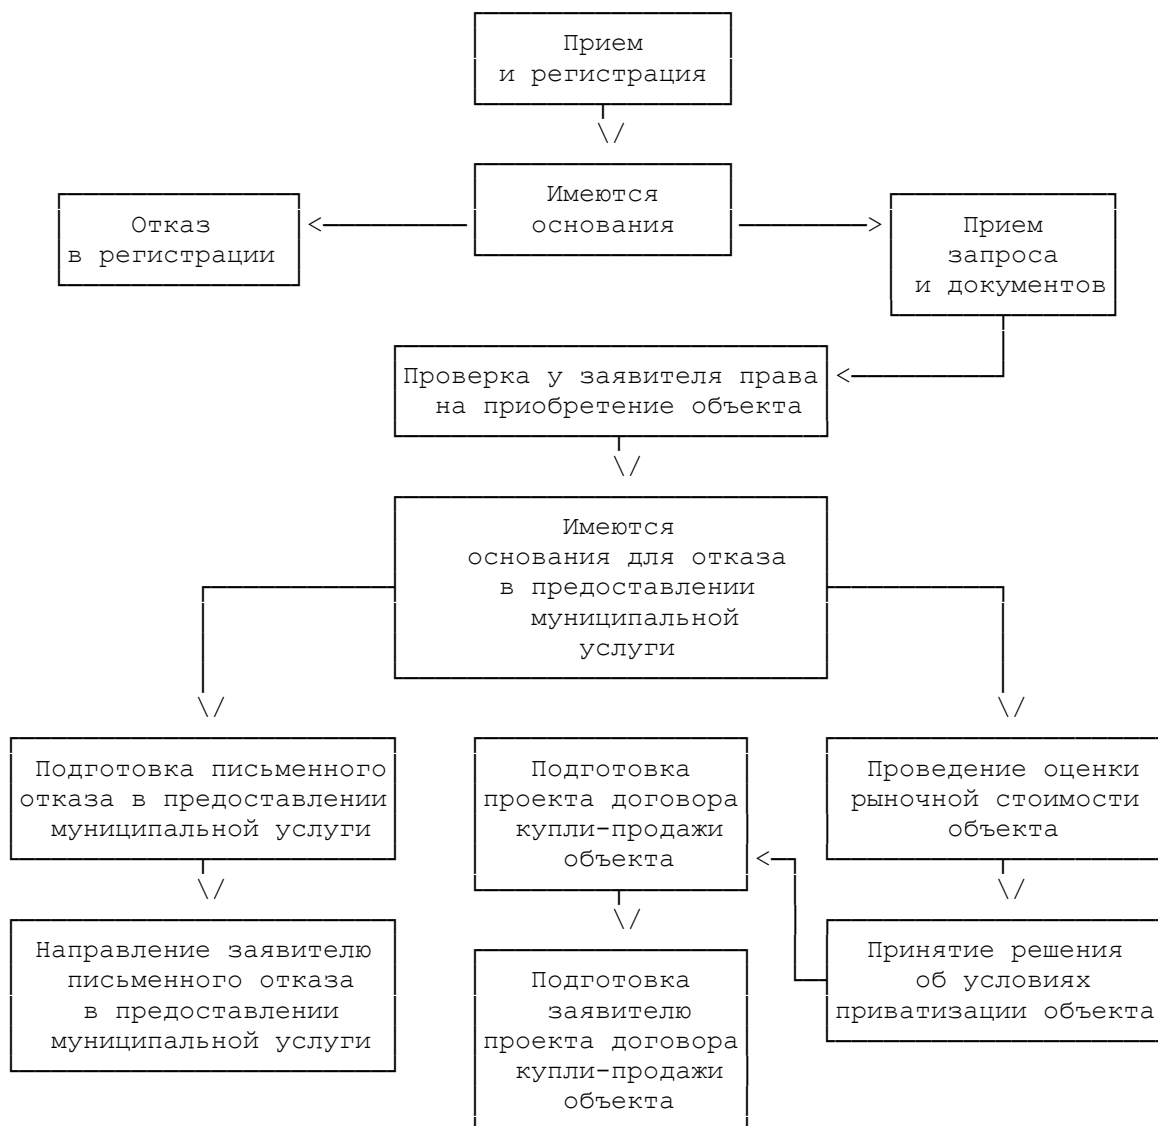 Прием
и регистрация
Имеются
основания
Отказ
в регистрации
Прием
запроса
и документов
Проверка у заявителя права
на приобретение объекта
Имеются
основания для отказа
в предоставлении
муниципальной
услуги
Подготовка письменного
отказа в предоставлении
муниципальной услуги
Подготовка
проекта договора
купли-продажи
объекта
Проведение оценки
рыночной стоимости
объекта
Направление заявителю
письменного отказа
в предоставлении
муниципальной услуги
Подготовка
заявителю
проекта договора
купли-продажи
объекта
Принятие решения
об условиях
приватизации объекта